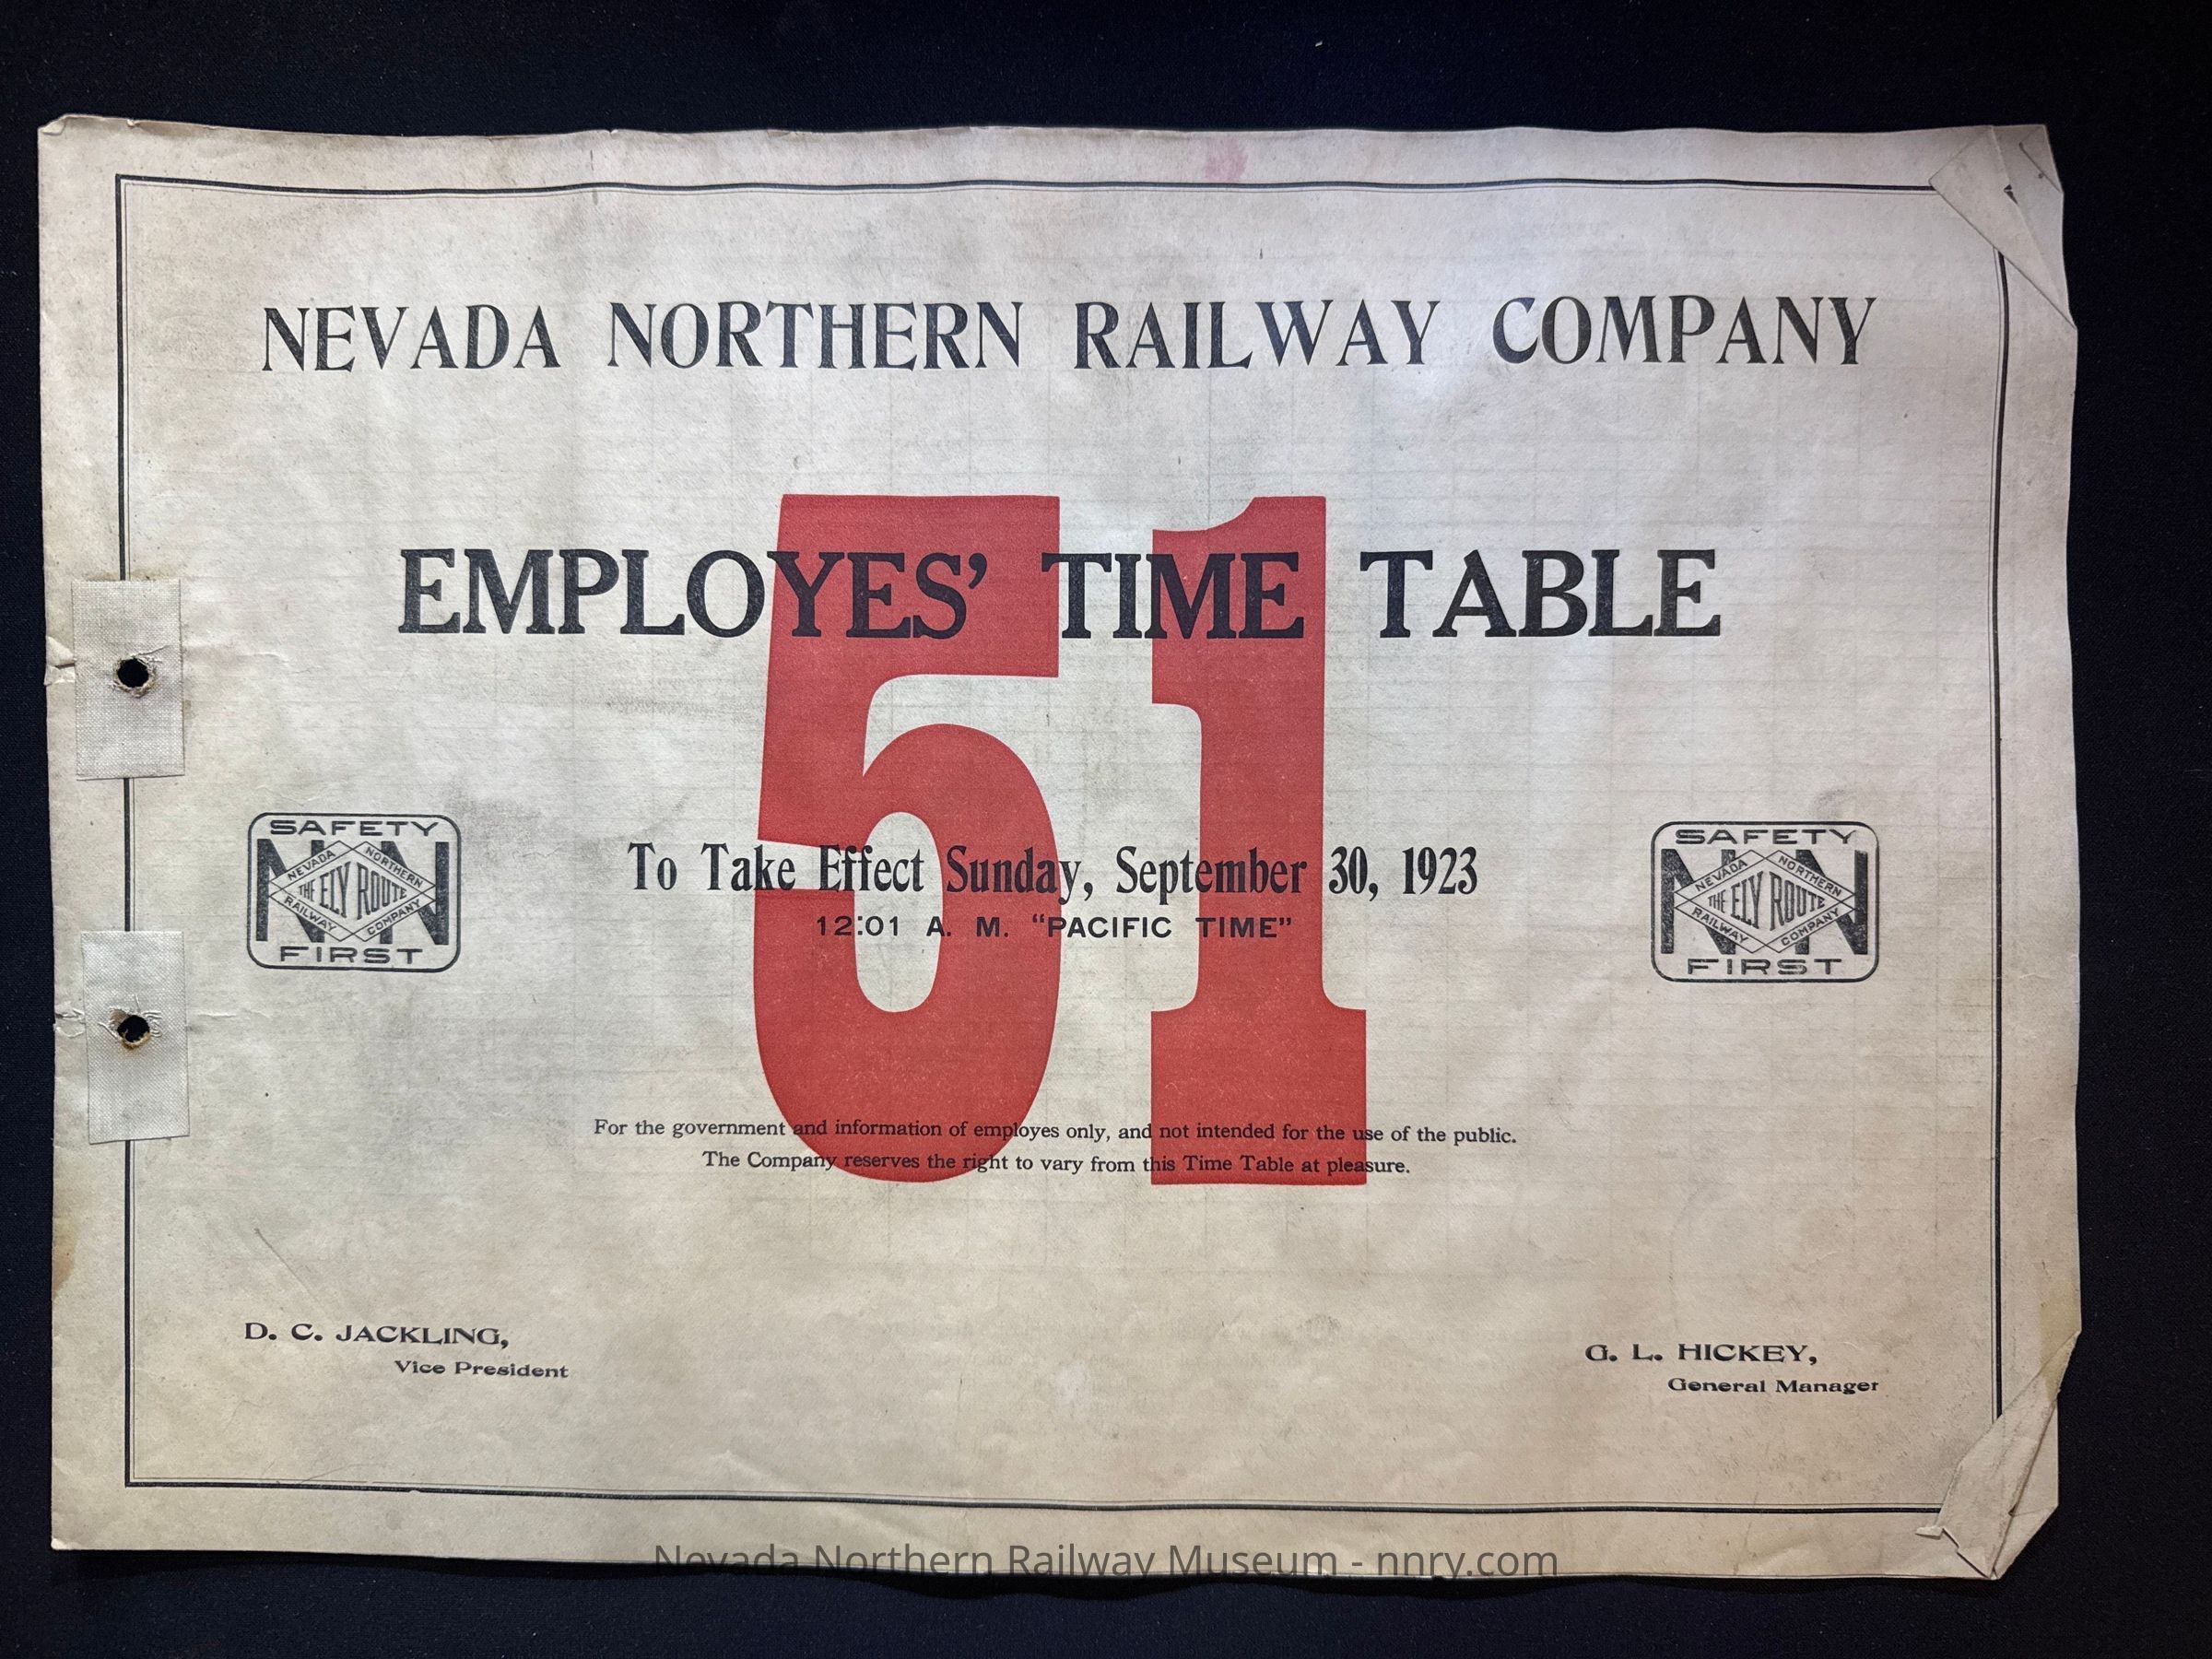 NEVADA NORTHERN RAILWAY COMPANY
51
EMPLOYES’ TIME TABLE
To Take Effect Sunday, September 30, 1923
12:01 A. M. “PACIFIC TIME”
SAFETY
NN
NEVADA NORTHERN
THE ELY ROUTE
RAILWAY COMPANY
FIRST
SAFETY
NN
NEVADA NORTHERN
THE ELY ROUTE
RAILWAY COMPANY
FIRST
For the government and information of employes only, and not intended for the use of the public.
The Company reserves the right to vary from this Time Table at pleasure.
D. C. JACKLING,
Vice President
G. L. HICKEY,
General Manager
Nevada Northern Railway Museum - nnry.com